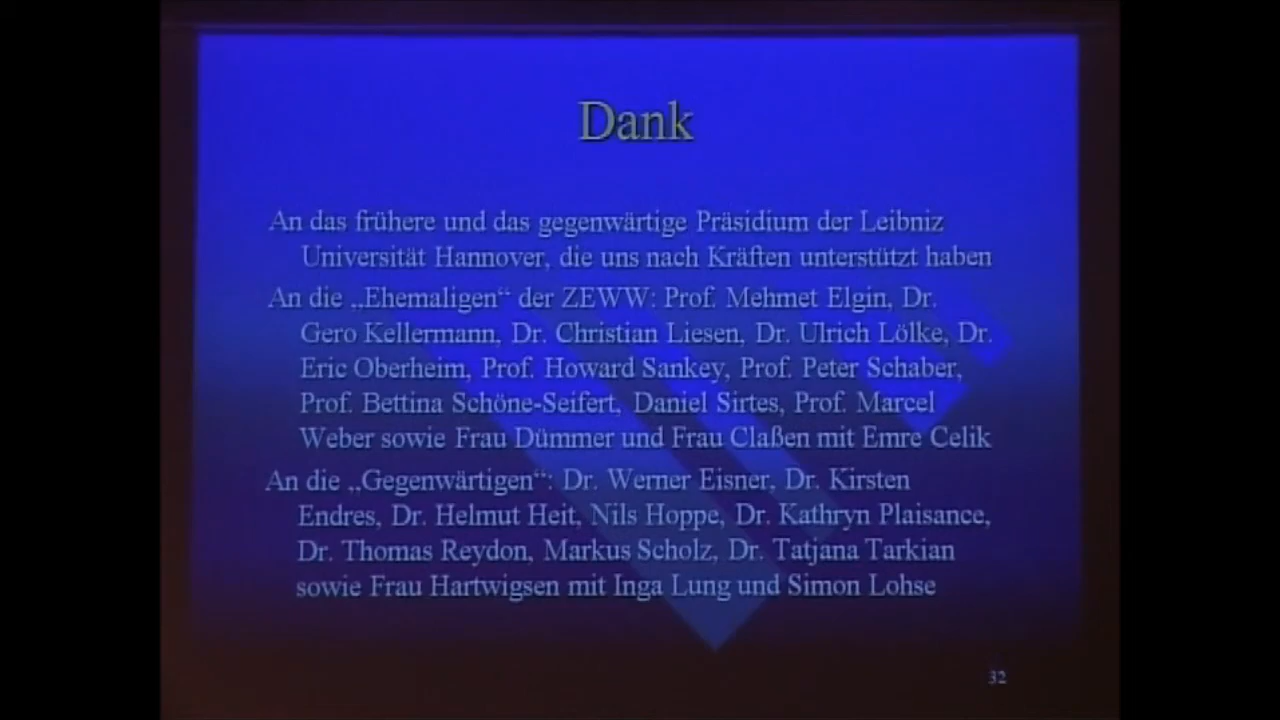 Dank
An das frühere und das gegenwärtige Präsidium der Leibniz
Universität Hannover, die uns nach Kräften unterstützt haben
An die „Ehemaligen“ der ZEWW: Prof. Mehmet Elgin, Dr.
Gero Kellermann, Dr. Christian Liesen, Dr. Ulrich Lölke, Dr.
Eric Oberheim, Prof. Howard Sankey, Prof. Peter Schaber,
Prof. Bettina Schöne-Seifert, Daniel Sirtes, Prof. Marcel
Weber sowie Frau Dümmer und Frau Claßen mit Emre Celik
An die „Gegenwärtigen“: Dr. Werner Eisner, Dr. Kirsten
Endres, Dr. Helmut Heit, Nils Hoppe, Dr. Kathryn Plaisance,
Dr. Thomas Reydon, Markus Scholz, Dr. Tatjana Tarkian
sowie Frau Hartwigsen mit Inga Lung und Simon Lohse
32